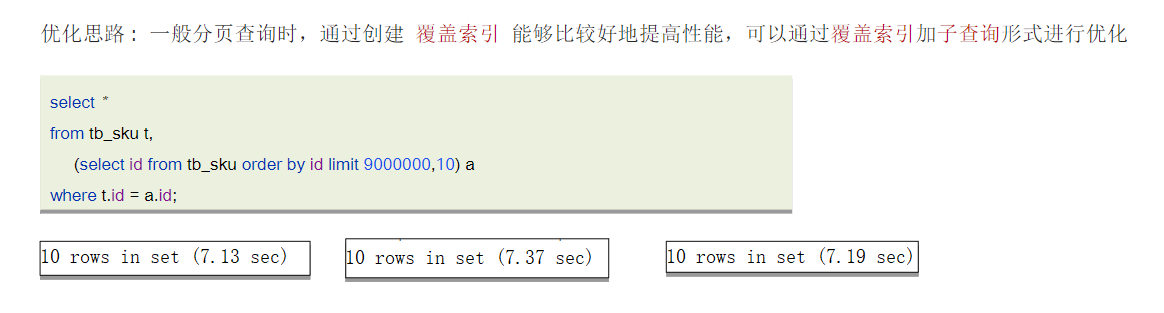 优化思路： 一般分页查询时，通过创建 覆盖索引 能够比较好地提高性能，可以通过覆盖索引加子查询形式进行优化
select *
from tb_sku t,
(select id from tb_sku order by id limit 9000000,10) a
where t.id = a.id;
10 rows in set (7.13 sec)
10 rows in set (7.37 sec)
10 rows in set (7.19 sec)